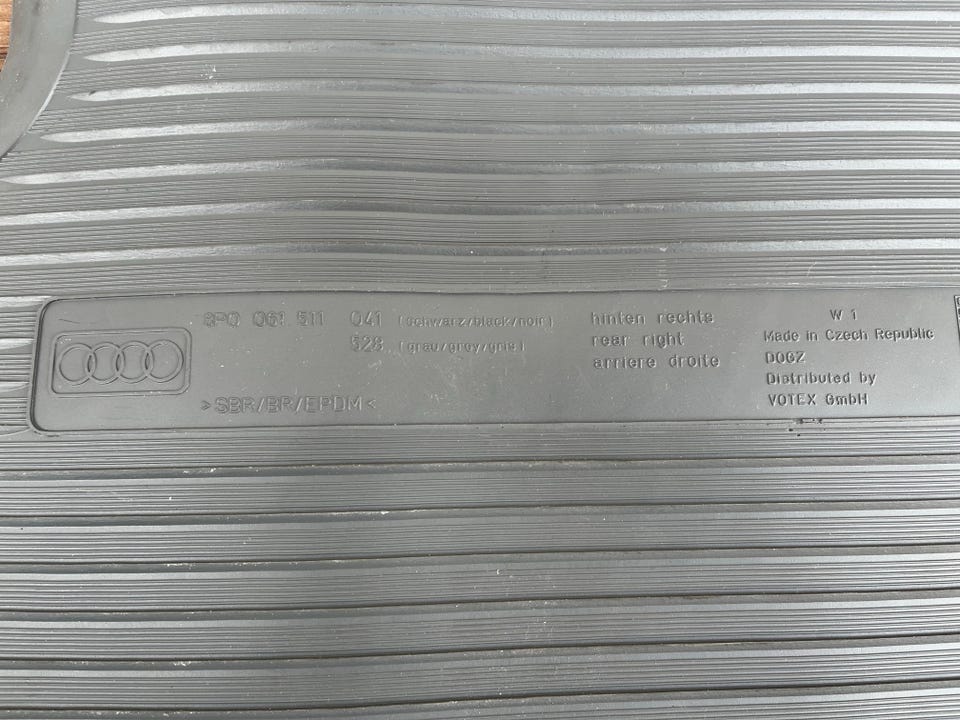 8P0 061 511 041 (schwarz/black/noir)
528 (grau/grey/gris)
>SBR/BR/EPDM<
hinten rechts
rear right
arriere droite
W 1
Made in Czech Republic
DOGZ
Distributed by
VOTEX GmbH